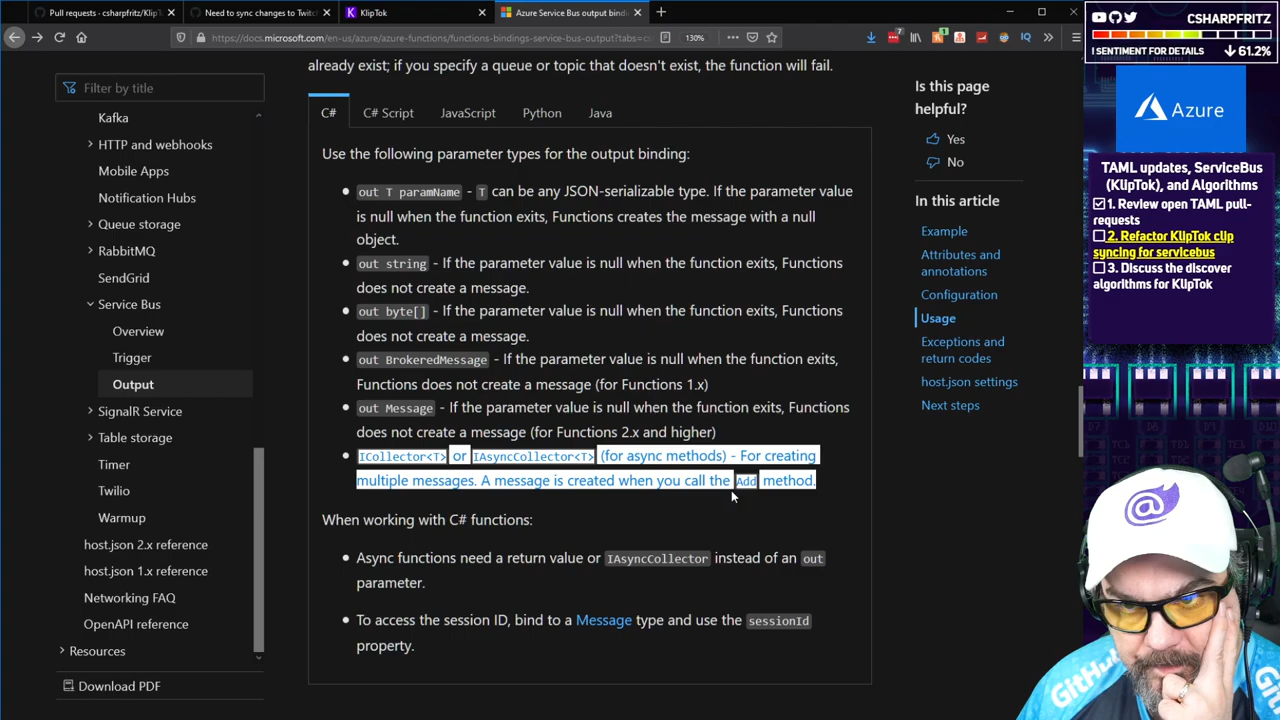 Pull requests - csharpfritz/KlipT
Need to sync changes to Twitch
KlipTok
Azure Service Bus output bindi
https://docs.microsoft.com/en-us/azure/azure-functions/functions-bindings-service-bus-output?tabs=c
130%
CSHARPFRITZ
! SENTIMENT FOR DETAILS
61.2%
Azure
TAML updates, ServiceBus
(KlipTok), and Algorithms
1. Review open TAML pull-
requests
2. Refactor KlipTok clip
syncing for servicebus
3. Discuss the discover
algorithms for KlipTok
Filter by title
Kafka
HTTP and webhooks
Mobile Apps
Notification Hubs
Queue storage
RabbitMQ
SendGrid
Service Bus
Overview
Trigger
Output
SignalR Service
Table storage
Timer
Twilio
Warmup
host.json 2.x reference
host.json 1.x reference
Networking FAQ
OpenAPI reference
Resources
Download PDF
already exist; if you specify a queue or topic that doesn't exist, the function will fail.
C#
C# Script
JavaScript
Python
Java
Use the following parameter types for the output binding:
out T paramName - T can be any JSON-serializable type. If the parameter value
is null when the function exits, Functions creates the message with a null
object.
out string - If the parameter value is null when the function exits, Functions
does not create a message.
out byte[] - If the parameter value is null when the function exits, Functions
does not create a message.
out BrokeredMessage - If the parameter value is null when the function exits,
Functions does not create a message (for Functions 1.x)
out Message - If the parameter value is null when the function exits, Functions
does not create a message (for Functions 2.x and higher)
ICollector<T> or IAsyncCollector<T> (for async methods) - For creating
multiple messages. A message is created when you call the Add method.
When working with C# functions:
Async functions need a return value or IAsyncCollector instead of an out
parameter.
To access the session ID, bind to a Message type and use the sessionId
property.
Is this page
helpful?
Yes
No
In this article
Example
Attributes and
annotations
Configuration
Usage
Exceptions and
return codes
host.json settings
Next steps
GitHub